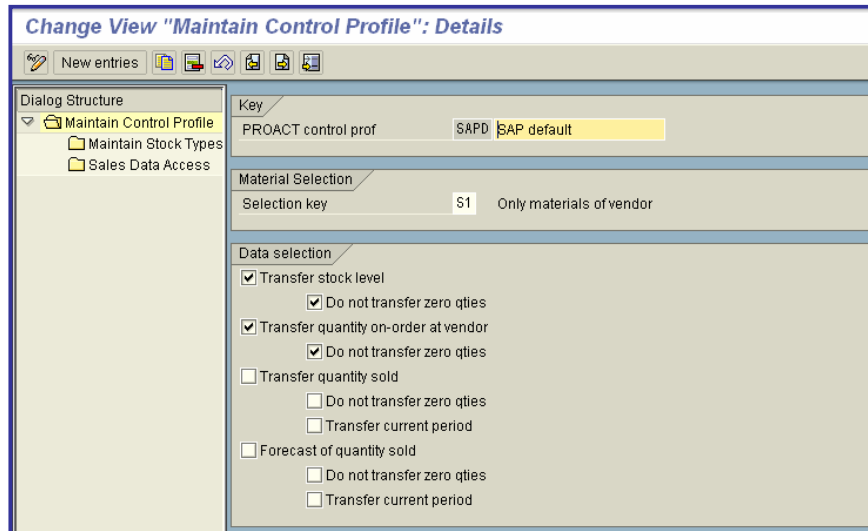 Change View "Maintain Control Profile": Details
New entries
Dialog Structure
Maintain Control Profile
Maintain Stock Types
Sales Data Access
Key
PROACT control prof SAPD SAP default
Material Selection
Selection key S1 Only materials of vendor
Data selection
Transfer stock level
Do not transfer zero qties
Transfer quantity on-order at vendor
Do not transfer zero qties
Transfer quantity sold
Do not transfer zero qties
Transfer current period
Forecast of quantity sold
Do not transfer zero qties
Transfer current period